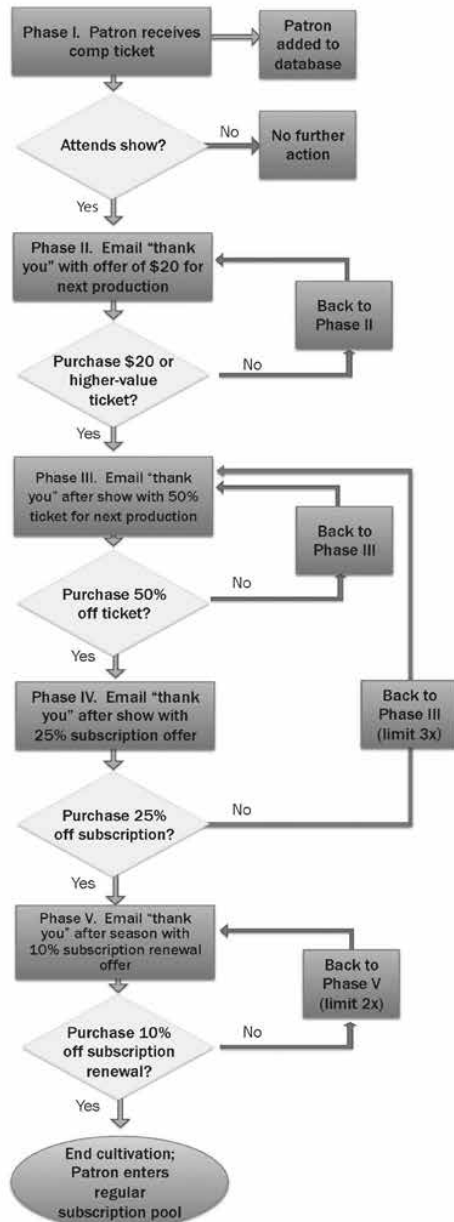 Phase I. Patron receives
comp ticket
Patron
added to
database
Attends show?
No
No further
action
Yes
Phase II. Email “thank
you” with offer of $20 for
next production
Back to
Phase II
Purchase $20 or
higher-value
ticket?
No
Yes
Phase III. Email “thank
you” after show with 50%
ticket for next production
Back to
Phase III
Purchase 50%
off ticket?
No
Yes
Phase IV. Email “thank
you” after show with
25% subscription offer
Back to
Phase III
(limit 3x)
Purchase 25%
off subscription?
No
Yes
Phase V. Email “thank
you” after season with
10% subscription renewal
offer
Back to
Phase V
(limit 2x)
Purchase 10%
off subscription
renewal?
No
Yes
End cultivation;
Patron enters
regular
subscription pool